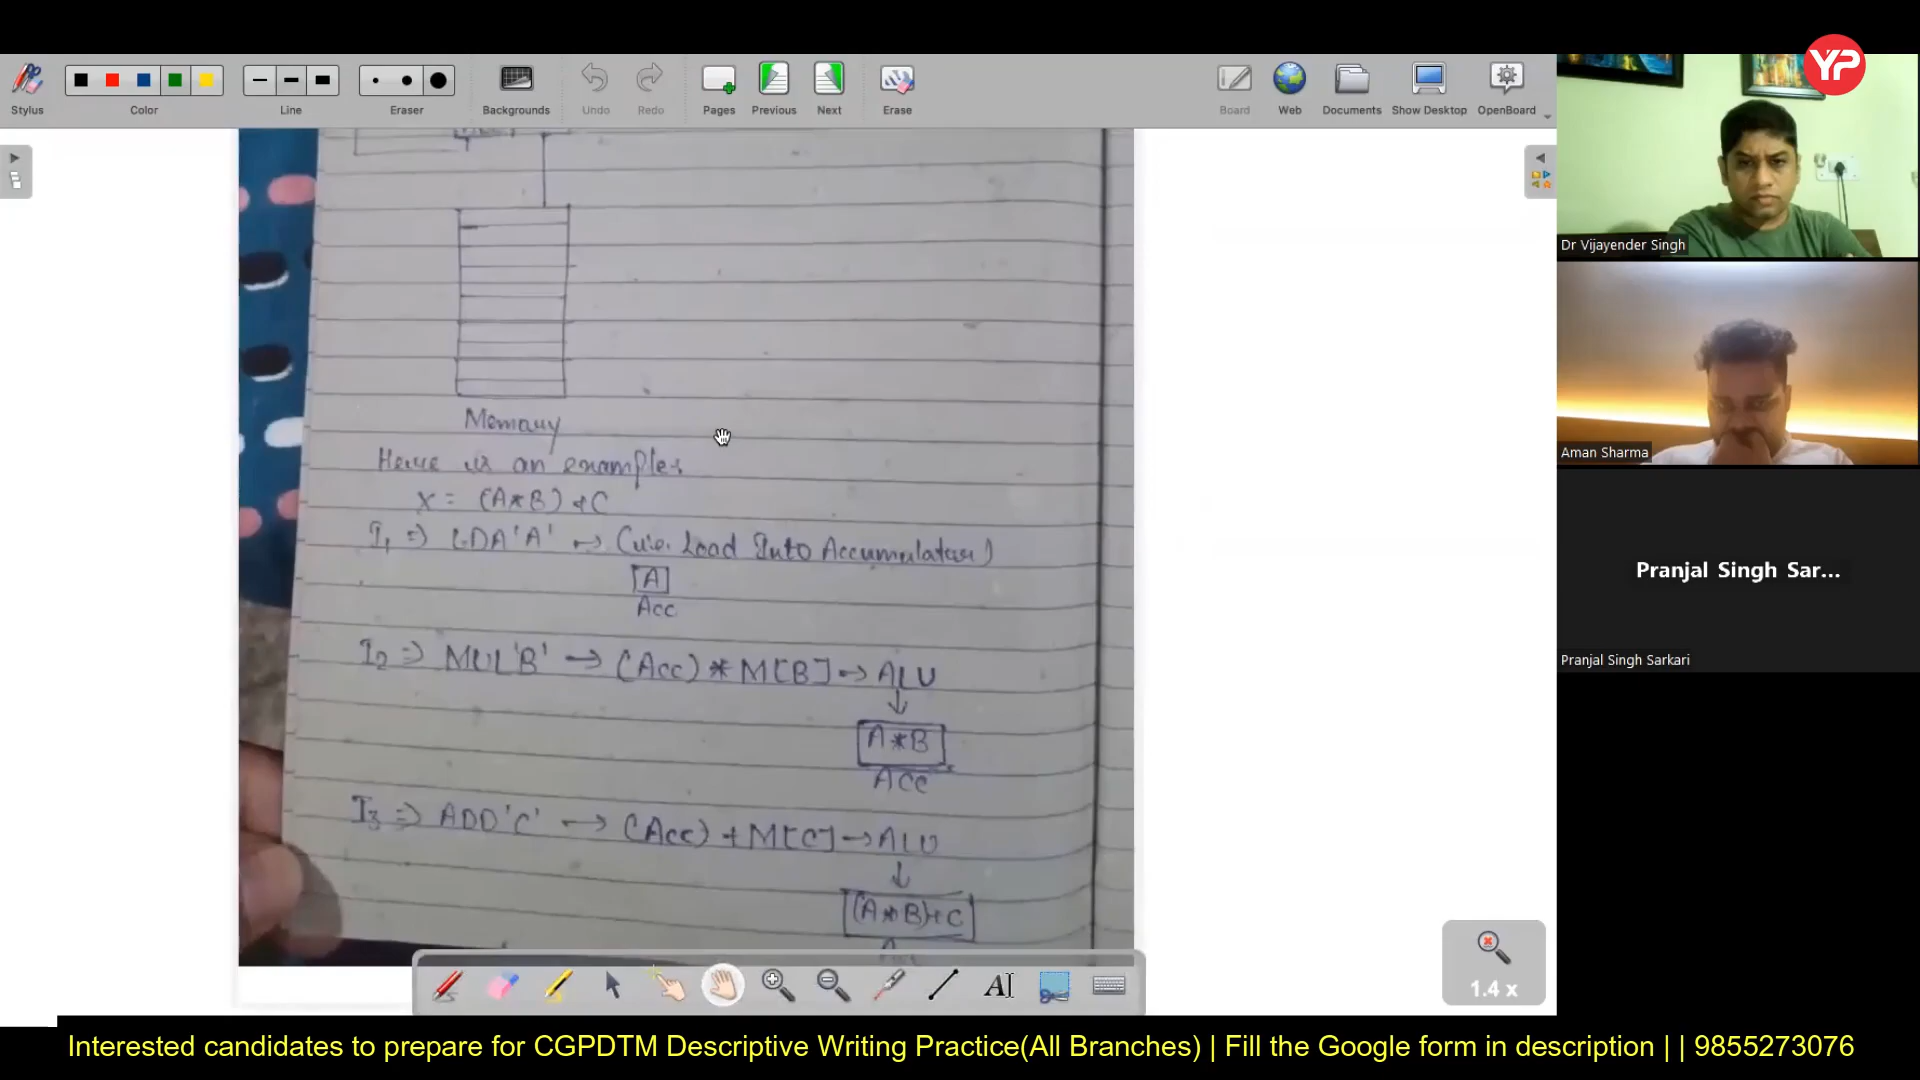 YP
Stylus
Color
Line
Eraser
Backgrounds
Undo
Redo
Pages
Previous
Next
Erase
Board
Web
Documents
Show Desktop
OpenBoard
Dr Vijayender Singh
Aman Sharma
Pranjal Singh Sar...
Pranjal Singh Sarkari
Memory
Here is an example:
X = (A*B) + C
I1 => LDA'A' → (i.e. Load Into Accumulator)
A
Acc
I2 => MUL'B' → (Acc) * M[B] → ALU
↓
A*B
Acc
I3 => ADD'C' → (Acc) + M[C] → ALU
↓
(A*B)+C
1.4 x
Interested candidates to prepare for CGPDTM Descriptive Writing Practice(All Branches) | Fill the Google form in description | | 9855273076